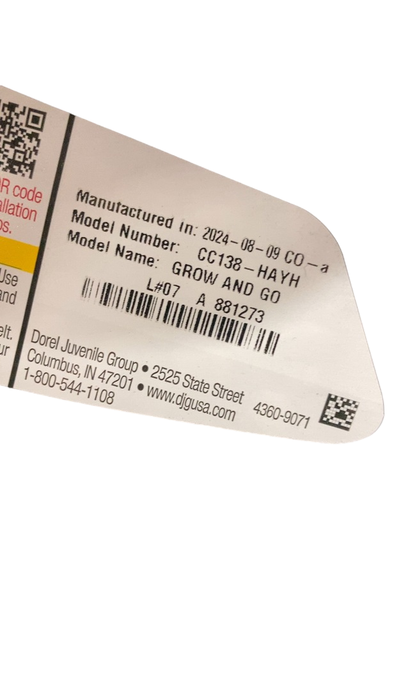 R code
allation
os.
Use
and
elt.
ur
Manufactured in: 2024-08-09 CO-a
Model Number: CC138-HAYH
Model Name: GROW AND GO
L#07 A 881273
Dorel Juvenile Group • 2525 State Street
Columbus, IN 47201 • www.djgusa.com 4360-9071
1-800-544-1108